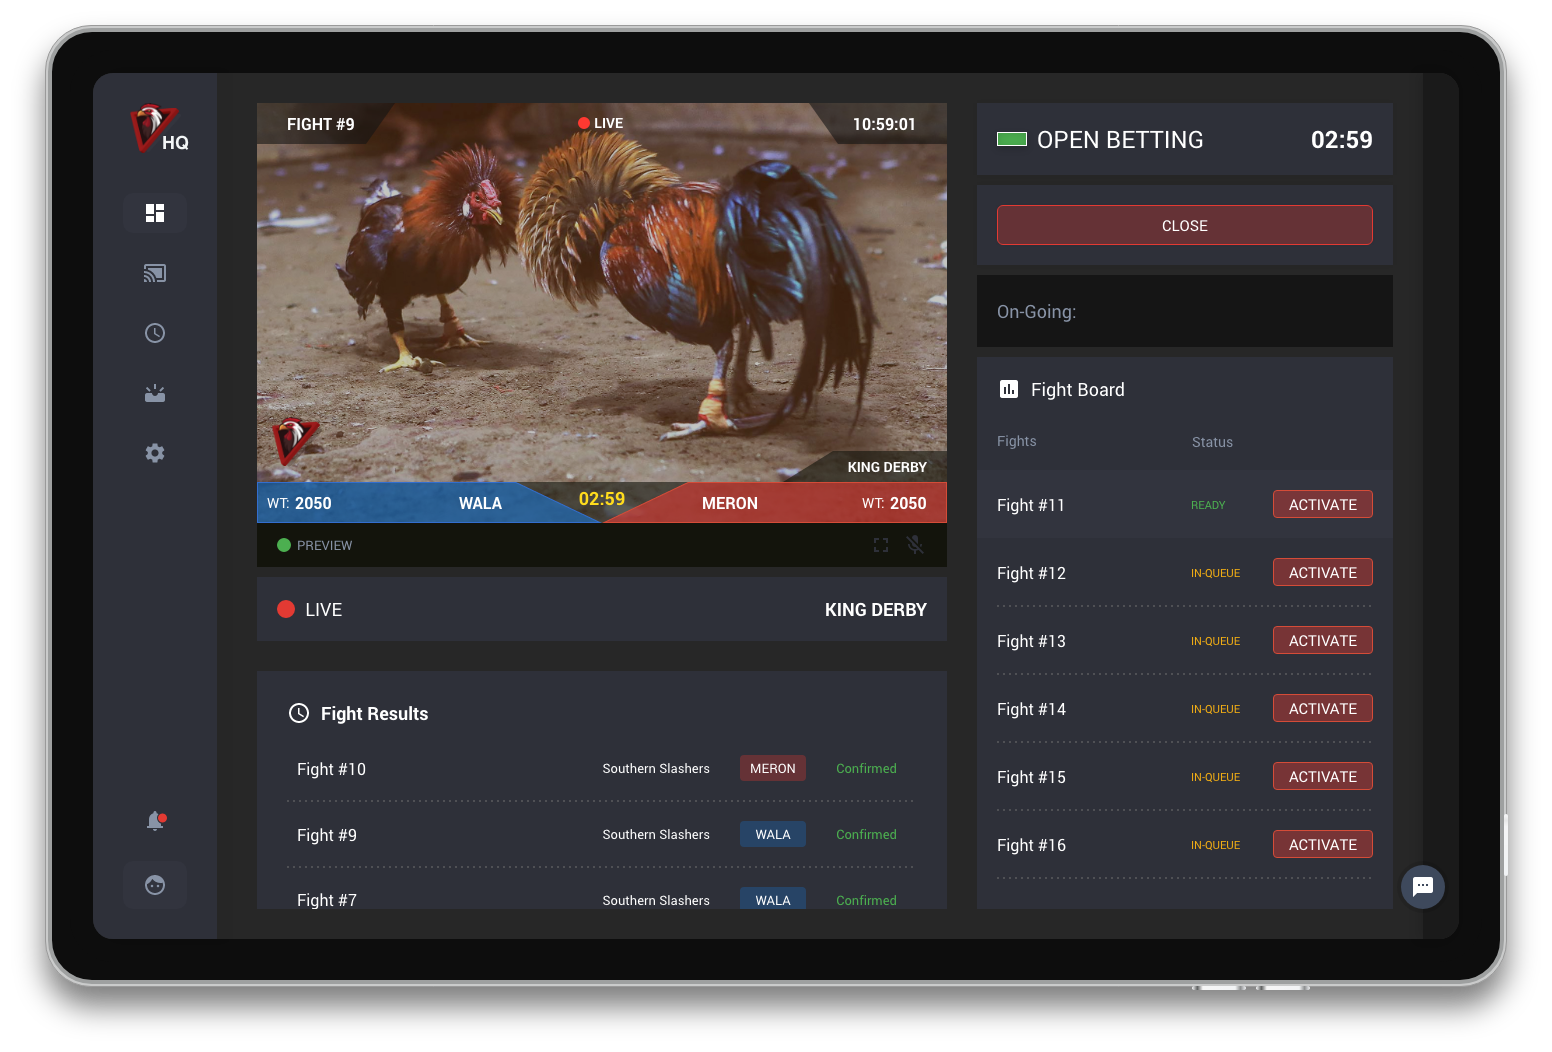 HQ
FIGHT #9
LIVE
10:59:01
KING DERBY
WT: 2050
WALA
02:59
MERON
WT: 2050
PREVIEW
LIVE
KING DERBY
Fight Results
Fight #10 Southern Slashers MERON Confirmed
Fight #9 Southern Slashers WALA Confirmed
Fight #7 Southern Slashers WALA Confirmed
OPEN BETTING 02:59
CLOSE
On-Going:
Fight Board
Fights Status
Fight #11 READY ACTIVATE
Fight #12 IN-QUEUE ACTIVATE
Fight #13 IN-QUEUE ACTIVATE
Fight #14 IN-QUEUE ACTIVATE
Fight #15 IN-QUEUE ACTIVATE
Fight #16 IN-QUEUE ACTIVATE